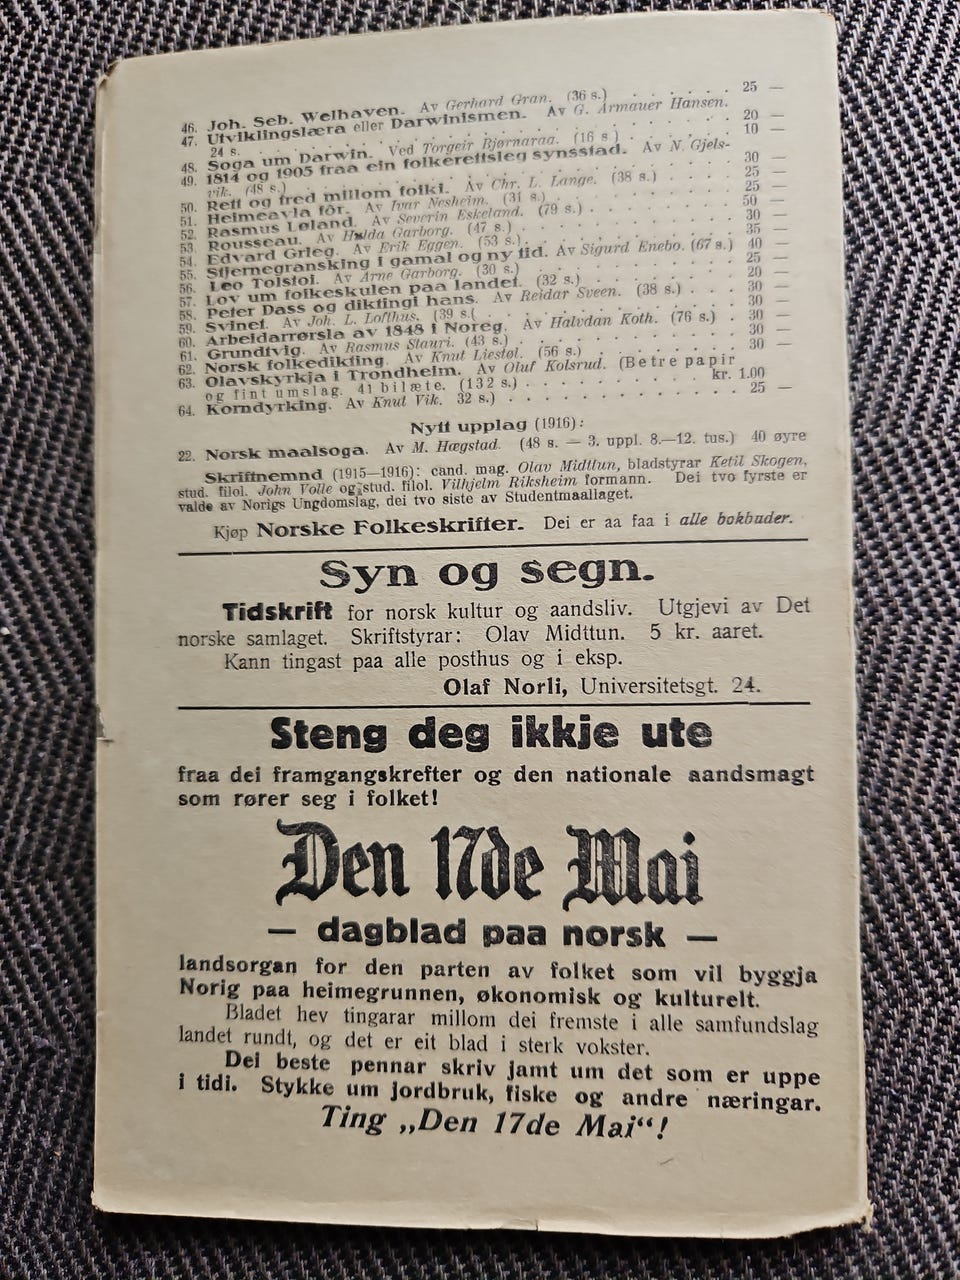 46. Joh. Seb. Welhaven. Av Gerhard Gran. (36 s.) . . . . . . 25 —
47. Utviklingslæra eller Darwinismen. Av G. Armauer Hansen.
24 s. . . . . . . . . . . . . . . . . . . . . . . . 20 —
48. Soga um Darwin. Ved Torgeir Bjørnaraa. (16 s.) . . . . . 10 —
49. 1814 og 1905 fraa ein folkerettsleg synsstad. Av N. Gjels-
vik. (48 s.) . . . . . . . . . . . . . . . . . . . . 30 —
50. Rett og fred millom folki. Av Chr. L. Lange. (38 s.) . . . . 25 —
51. Heimeavla fôr. Av Ivar Nesheim. (31 s.) . . . . . . . . 25 —
52. Rasmus Løland. Av Severin Eskeland. (79 s.) . . . . . . . 50 —
53. Rousseau. Av Hulda Garborg. (47 s.) . . . . . . . . . 30 —
54. Edvard Grieg. Av Erik Eggen. (53 s.) . . . . . . . . . 35 —
55. Stjernegransking i gamal og ny tid. Av Sigurd Enebo. (67 s.) 40 —
56. Leo Tolstoi. Av Arne Garborg. (30 s.) . . . . . . . . . 25 —
57. Lov um folkeskulen paa landet. (32 s.) . . . . . . . . . 20 —
58. Peter Dass og diktingi hans. Av Reidar Sveen. (38 s.) . . . 30 —
59. Svinet. Av Joh. L. Lofthus. (39 s.( . . . . . . . . . . 30 —
60. Arbeidarrørsla av 1848 i Noreg. Av Halvdan Koth. (76 s.) . 30 —
61. Grundtvig. Av Rasmus Stauri. (43 s.) . . . . . . . . . 30 —
62. Norsk folkedikting. Av Knut Liestøl. (56 s.) . . . . . . . 30 —
63. Olavskyrkja i Trondheim. Av Oluf Kolsrud. (Betre papir
og fint umslag. 41 bilæte. (132 s.) . . . . . . . . . . kr. 1.00
64. Korndyrking. Av Knut Vik. 32 s.) . . . . . . . . . . . 25 —
Nytt upplag (1916):
22. Norsk maalsoga. Av M. Hægstad. (48 s. — 3. uppl. 8.—12. tus.) 40 øyre
Skriftnemnd (1915—1916): cand. mag. Olav Midttun, bladstyrar Ketil Skogen,
stud. filol. John Volle og stud. filol. Vilhjelm Riksheim formann. Dei tvo fyrste er
valde av Norigs Ungdomslag, dei tvo siste av Studentmaallaget.
Kjøp Norske Folkeskrifter. Dei er aa faa i alle bokbuder.
Syn og segn.
Tidskrift for norsk kultur og aandsliv. Utgjevi av Det
norske samlaget. Skriftstyrar: Olav Midttun. 5 kr. aaret.
Kann tingast paa alle posthus og i eksp.
Olaf Norli, Universitetsgt. 24.
Steng deg ikkje ute
fraa dei framgangskrefter og den nationale aandsmagt
som rører seg i folket!
Den 17de Mai
— dagblad paa norsk —
landsorgan for den parten av folket som vil byggja
Norig paa heimegrunnen, økonomisk og kulturelt.
Bladet hev tingarar millom dei fremste i alle samfundslag
landet rundt, og det er eit blad i sterk vokster.
Dei beste pennar skriv jamt um det som er uppe
i tidi. Stykke um jordbruk, fiske og andre næringar.
Ting „Den 17de Mai“!